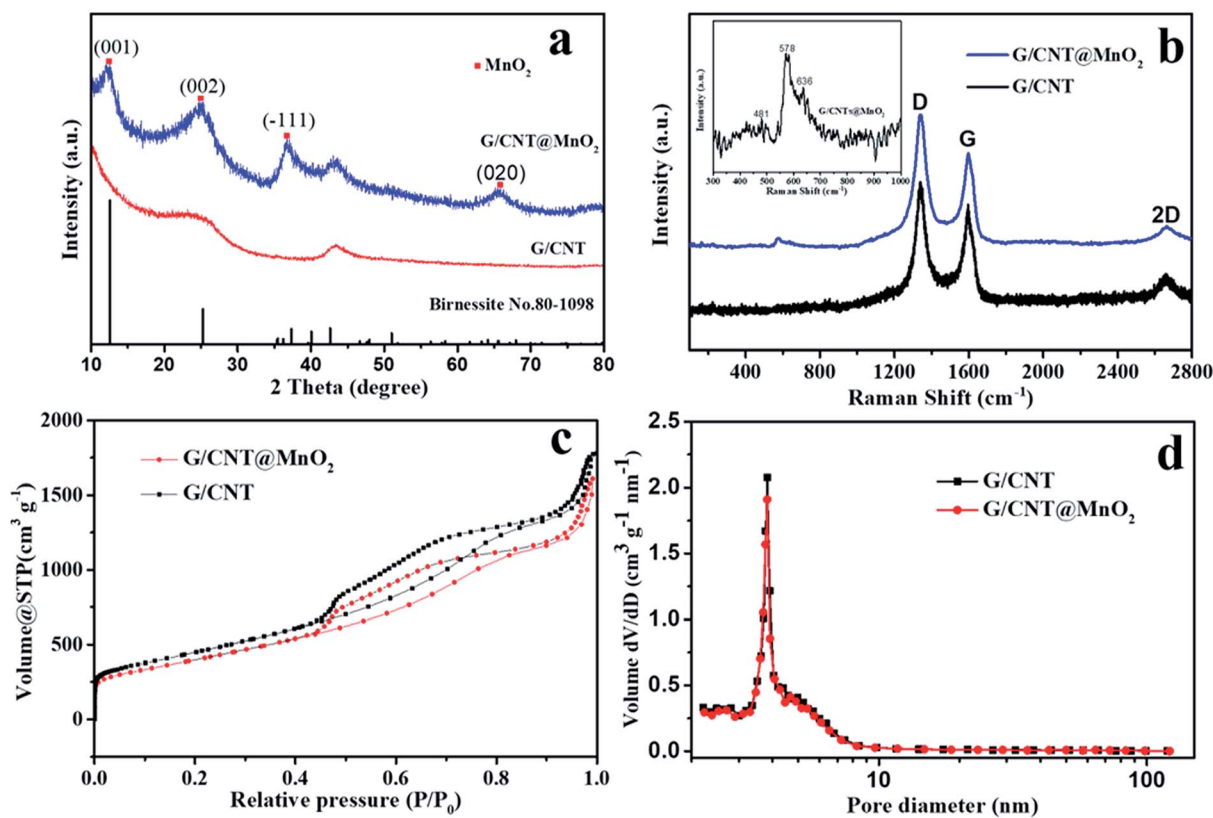 a
(001)
(002)
(-111)
(020)
MnO₂
G/CNT@MnO₂
G/CNT
Birnessite No.80-1098
Intensity (a.u.)
10 20 30 40 50 60 70 80
2 Theta (degree)
b
G/CNT@MnO₂
G/CNT
D
G
2D
578
636
481
G/CNTs@MnO₂
Intensity (a.u.)
300 400 500 600 700 800 900 1000
Raman Shift (cm⁻¹)
Intensity (a.u.)
400 800 1200 1600 2000 2400 2800
Raman Shift (cm⁻¹)
c
G/CNT@MnO₂
G/CNT
Volume@STP(cm³ g⁻¹)
2000
1500
1000
500
0
0.0 0.2 0.4 0.6 0.8 1.0
Relative pressure (P/P₀)
d
G/CNT
G/CNT@MnO₂
Volume dV/dD (cm³ g⁻¹ nm⁻¹)
2.5
2.0
1.5
1.0
0.5
0.0
10 100
Pore diameter (nm)